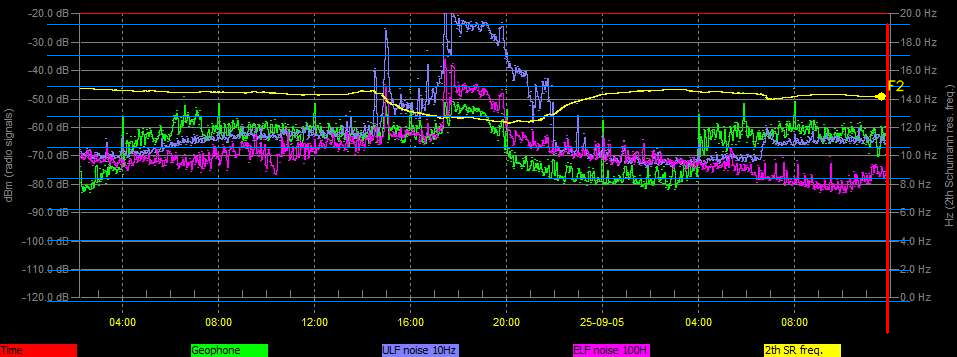 -20.0 dB 20.0 Hz
-30.0 dB 18.0 Hz
-40.0 dB 16.0 Hz
F2
-50.0 dB 14.0 Hz
-60.0 dB 12.0 Hz
-70.0 dB 10.0 Hz
-80.0 dB 8.0 Hz
-90.0 dB 6.0 Hz
-100.0 dB 4.0 Hz
-110.0 dB 2.0 Hz
-120.0 dB 0.0 Hz
dBm (radio signals)
Hz (2th Schumann res. freq.)
04:00 08:00 12:00 16:00 20:00 25-09-05 04:00 08:00
Time Geophone ULF noise 10Hz ELF noise 100H 2th SR freq.